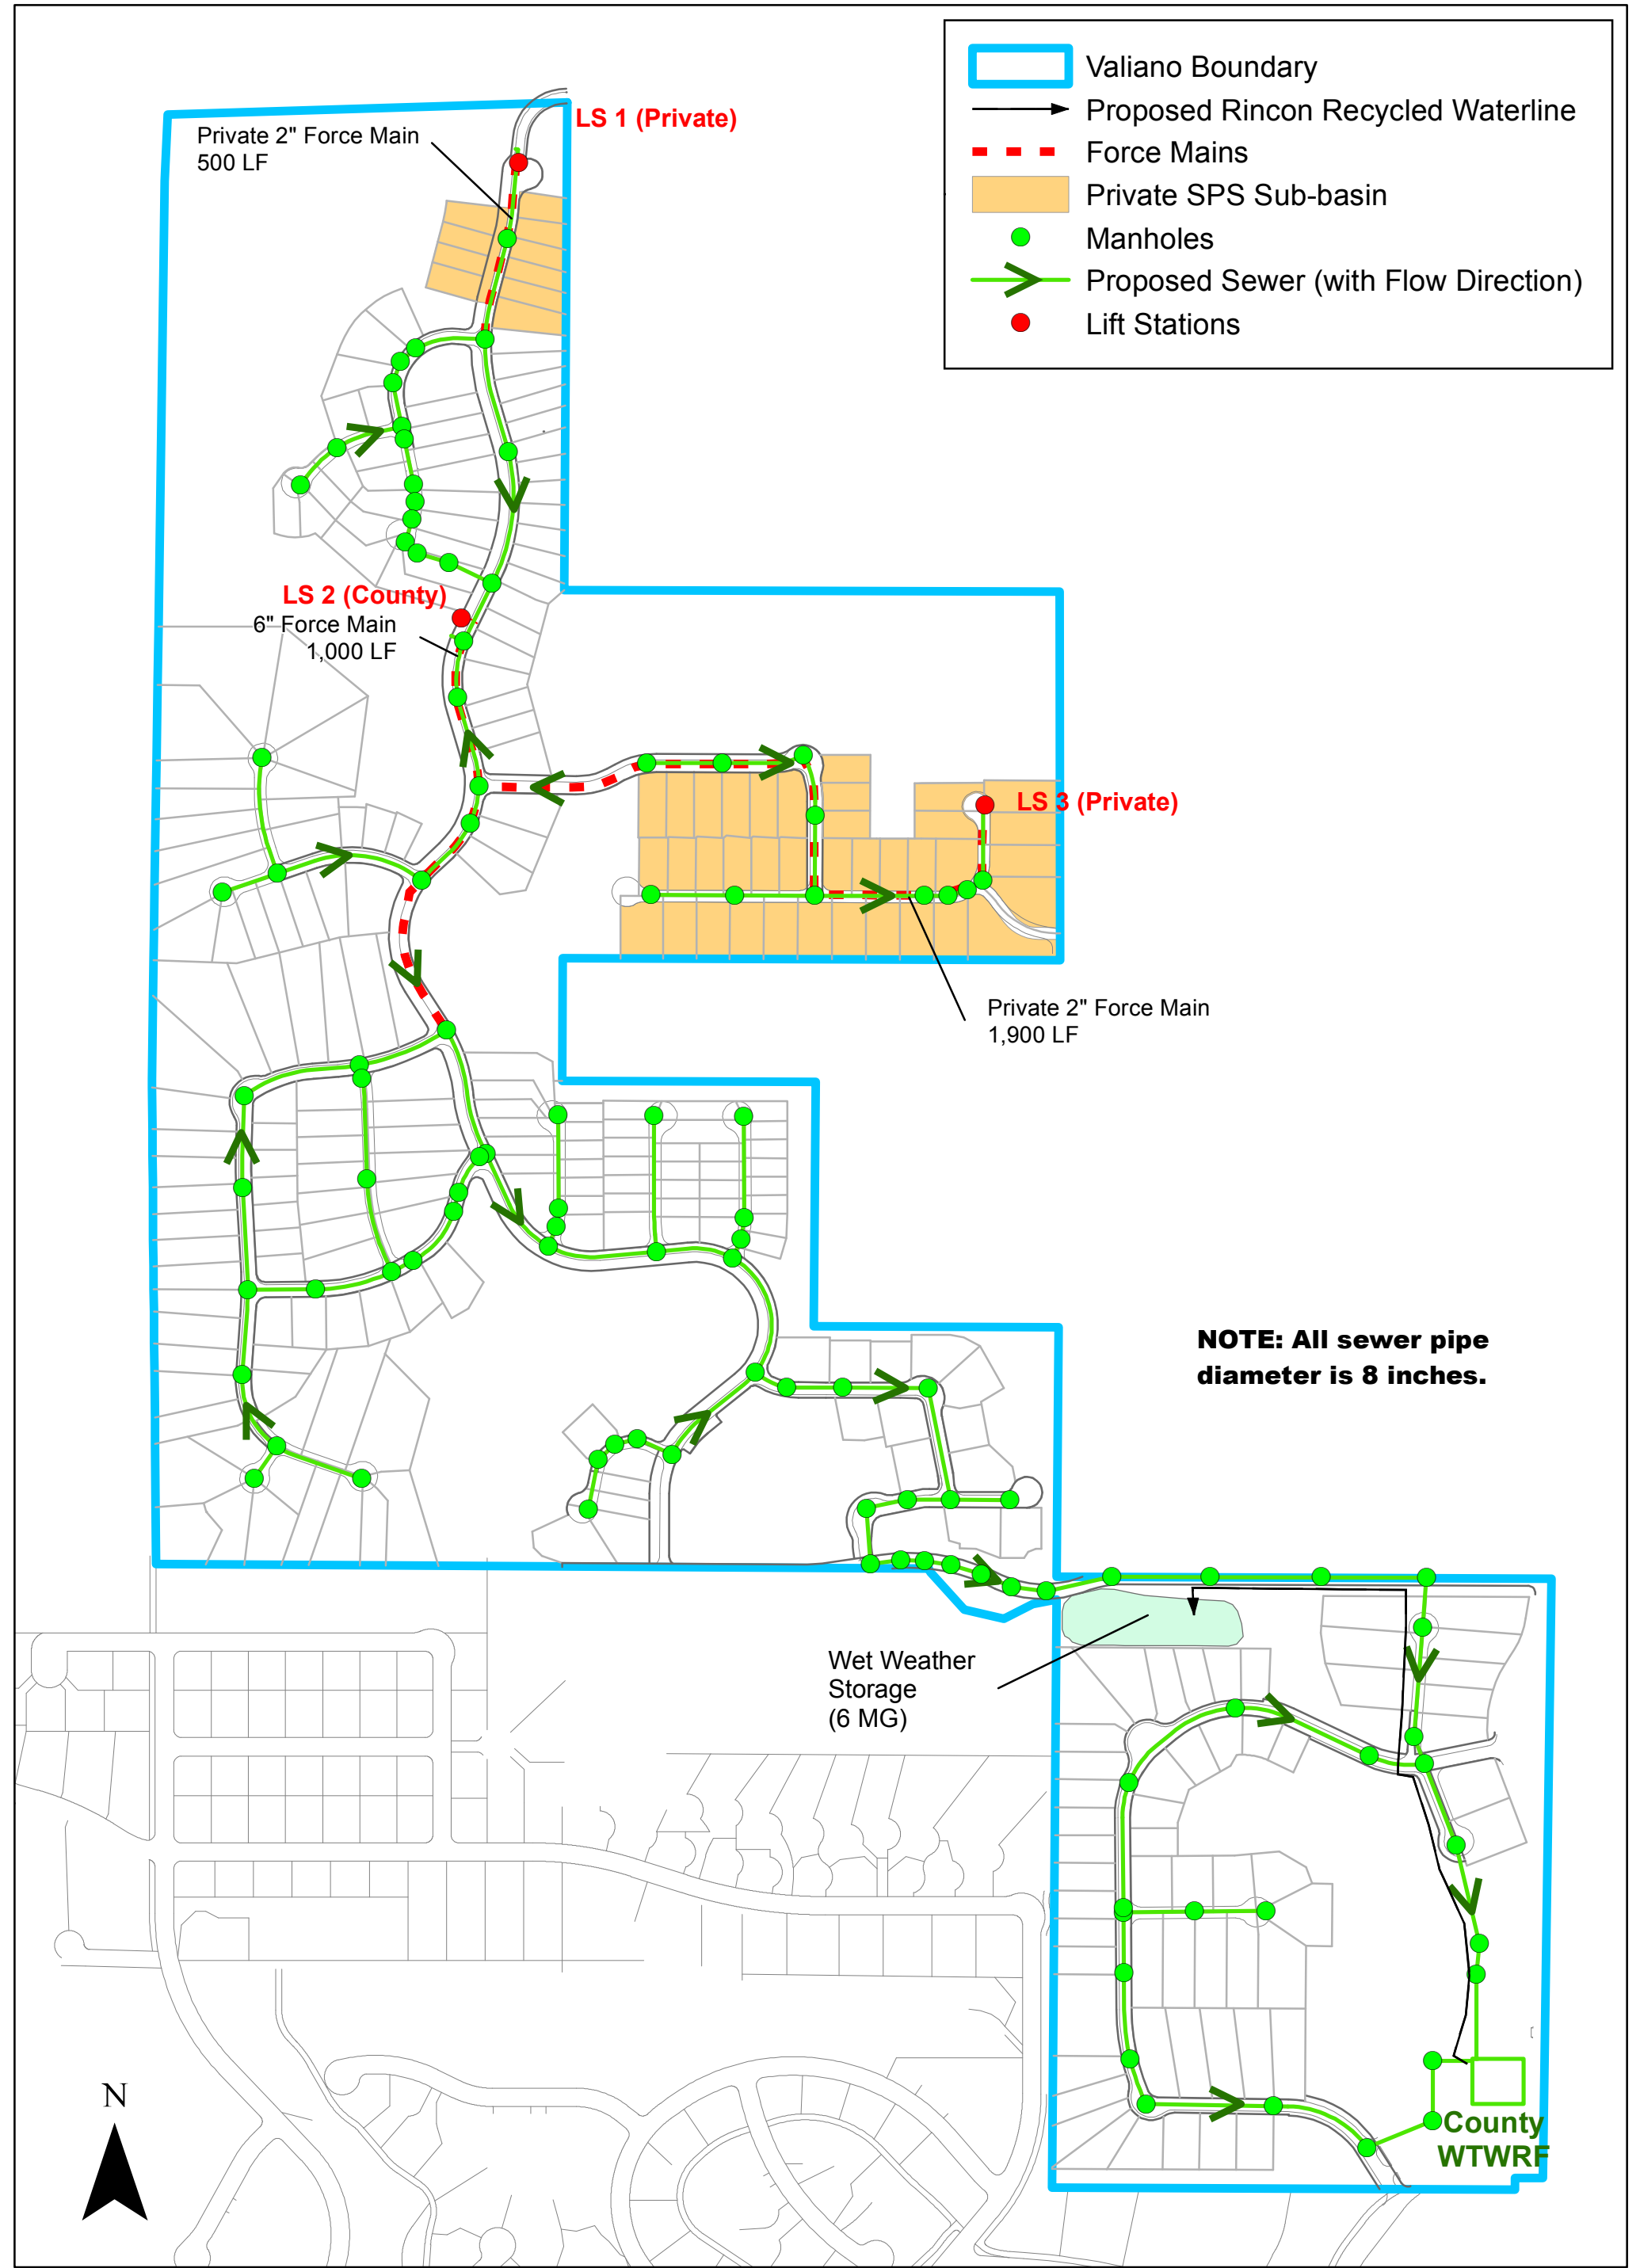 Valiano Boundary
Proposed Rincon Recycled Waterline
Force Mains
Private SPS Sub-basin
Manholes
Proposed Sewer (with Flow Direction)
Lift Stations
LS 1 (Private)
Private 2" Force Main
500 LF
LS 2 (County)
6" Force Main
1,000 LF
LS 3 (Private)
Private 2" Force Main
1,900 LF
NOTE: All sewer pipe
diameter is 8 inches.
Wet Weather
Storage
(6 MG)
N
County
WTWRF